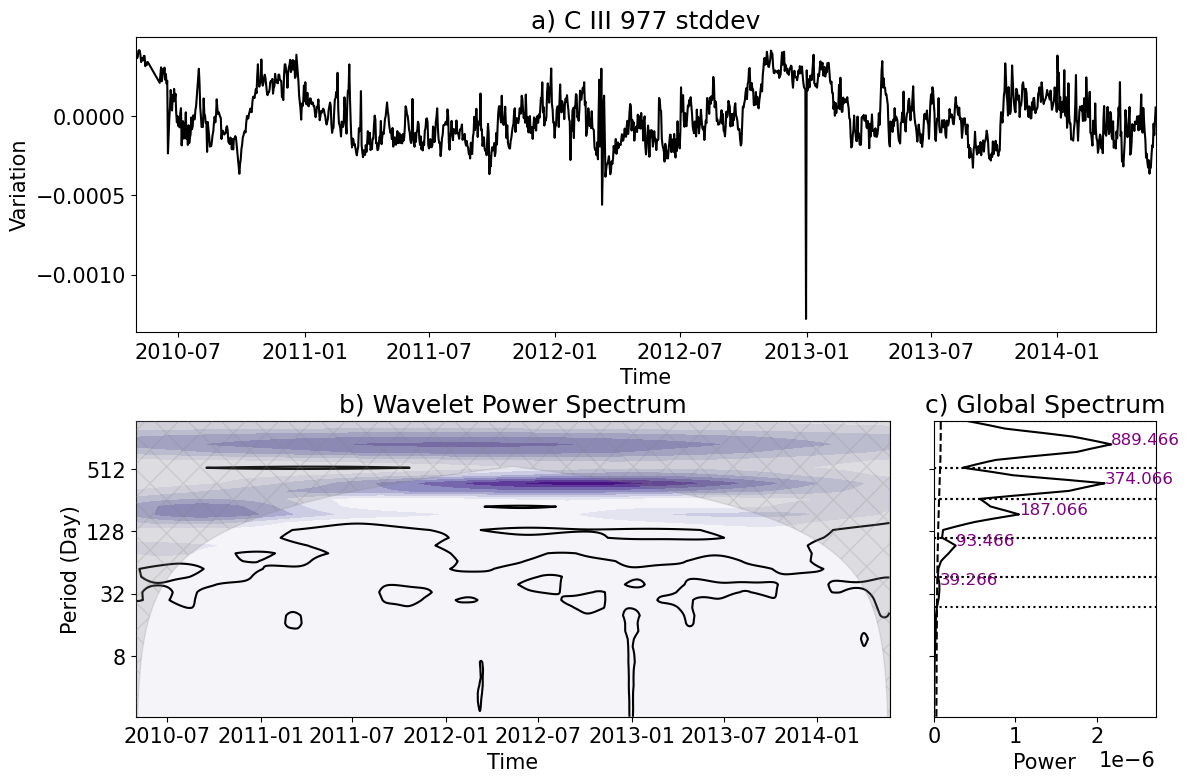 a) C III 977 stddev
Variation
0.0000
−0.0005
−0.0010
2010-07 2011-01 2011-07 2012-01 2012-07 2013-01 2013-07 2014-01
Time
b) Wavelet Power Spectrum
Period (Day)
512
128
32
8
2010-07 2011-01 2011-07 2012-01 2012-07 2013-01 2013-07 2014-01
Time
c) Global Spectrum
889.466
374.066
187.066
93.466
39.266
0 1 2
Power 1e−6